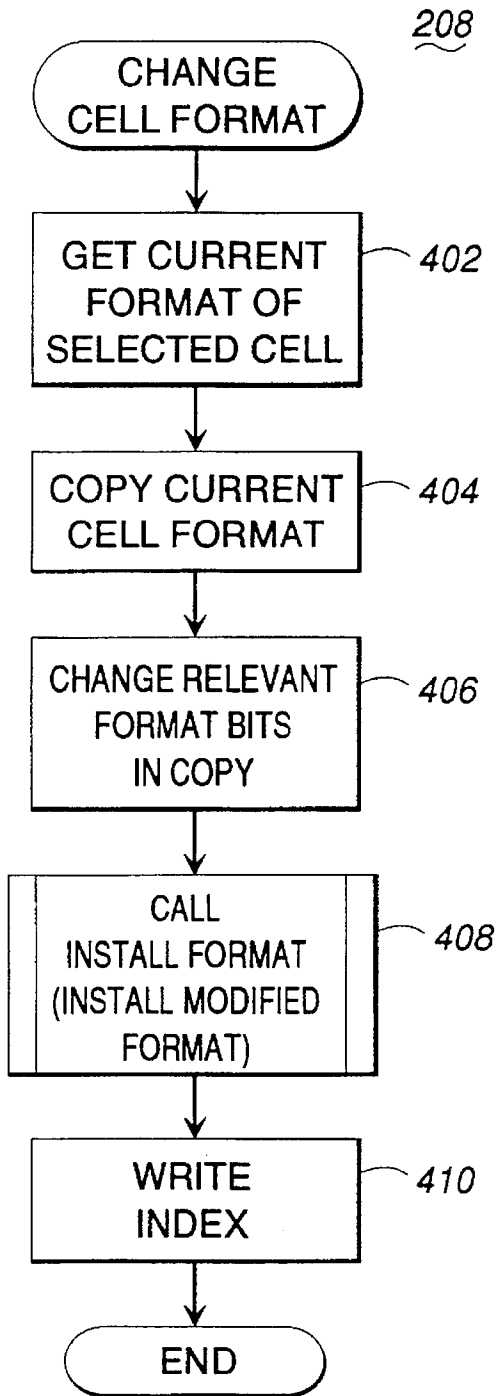 208
CHANGE
CELL FORMAT
GET CURRENT
FORMAT OF
SELECTED CELL
402
COPY CURRENT
CELL FORMAT
404
CHANGE RELEVANT
FORMAT BITS
IN COPY
406
CALL
INSTALL FORMAT
(INSTALL MODIFIED
FORMAT)
408
WRITE
INDEX
410
END